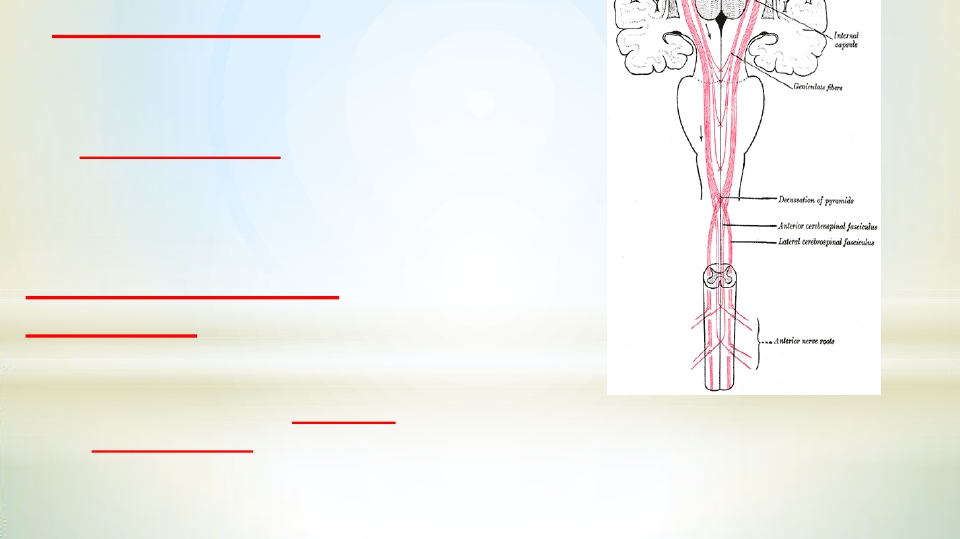 Internal
capsule
Geniculate fibers
Decussation of pyramids
Anterior cerebrospinal fasciculus
Lateral cerebrospinal fasciculus
Anterior nerve roots